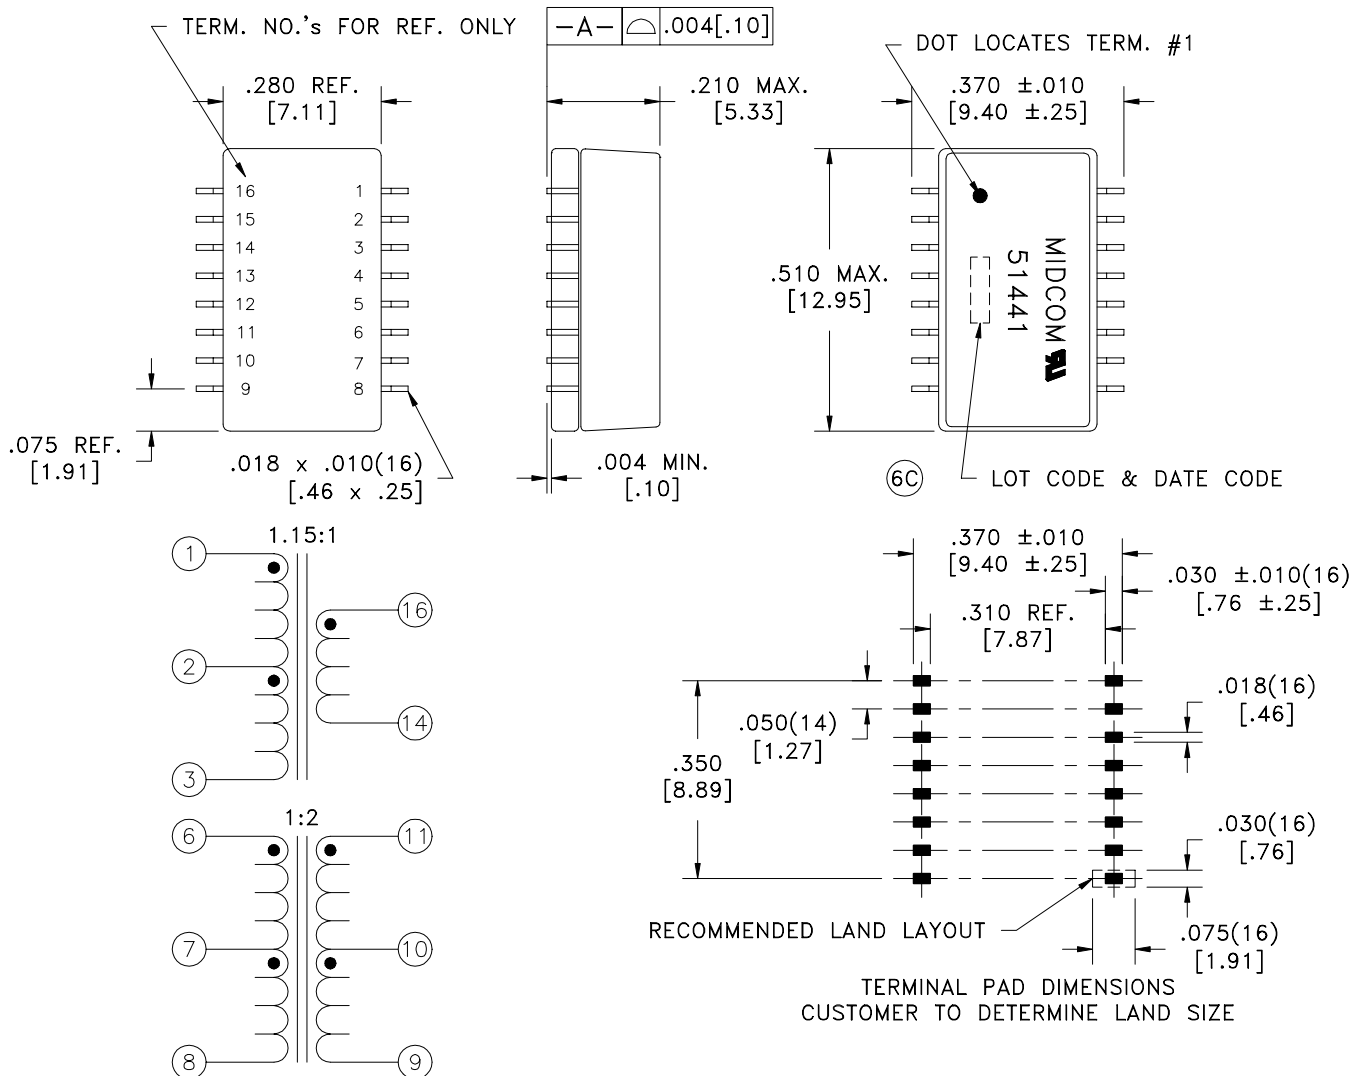 TERM. NO.'s FOR REF. ONLY
-A- .004[.10]
DOT LOCATES TERM. #1
.280 REF.
[7.11]
.210 MAX.
[5.33]
.370 ±.010
[9.40 ±.25]
16 1
15 2
14 3
13 4
12 5
11 6
10 7
9 8
.510 MAX.
[12.95]
MIDCOM
51441
.075 REF.
[1.91]
.018 x .010(16)
[.46 x .25]
.004 MIN.
[.10]
6C
LOT CODE & DATE CODE
1.15:1
1
16
2
14
3
1:2
6
11
7
10
8
9
.370 ±.010
[9.40 ±.25]
.030 ±.010(16)
[.76 ±.25]
.310 REF.
[7.87]
.018(16)
[.46]
.050(14)
[1.27]
.350
[8.89]
.030(16)
[.76]
RECOMMENDED LAND LAYOUT
.075(16)
[1.91]
TERMINAL PAD DIMENSIONS
CUSTOMER TO DETERMINE LAND SIZE